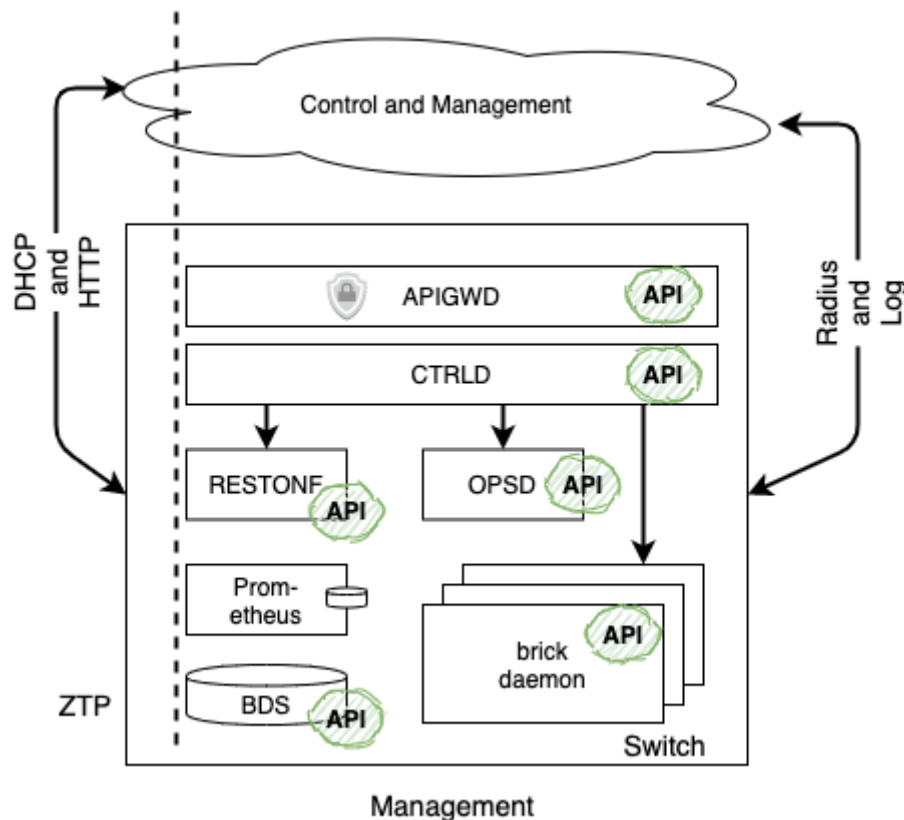 Control and Management
DHCP
and
HTTP
Radius
and
Log
APIGWD
API
CTRLD
API
RESTONF
API
OPSD
API
Prom-
etheus
brick
daemon
API
BDS
API
ZTP
Switch
Management